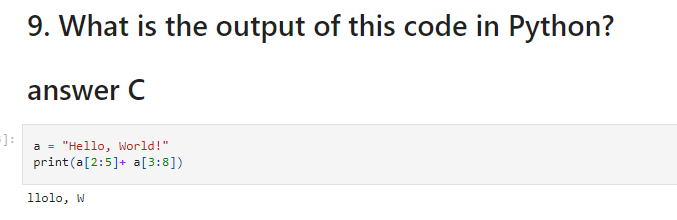 9. What is the output of this code in Python?
answer C
]:
a = "Hello, World!"
print(a[2:5]+ a[3:8])
llolo, W